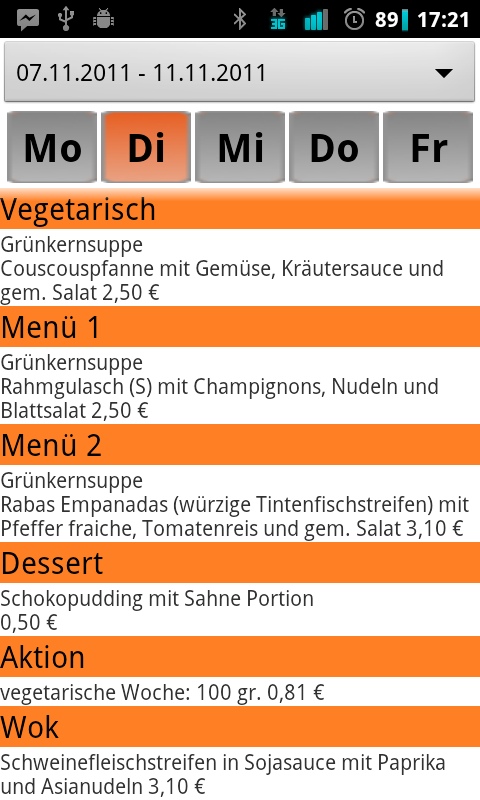 3G 89 17:21
07.11.2011 - 11.11.2011
Mo Di Mi Do Fr
Vegetarisch
Grünkernsuppe
Couscouspfanne mit Gemüse, Kräutersauce und
gem. Salat 2,50 €
Menü 1
Grünkernsuppe
Rahmgulasch (S) mit Champignons, Nudeln und
Blattsalat 2,50 €
Menü 2
Grünkernsuppe
Rabas Empanadas (würzige Tintenfischstreifen) mit
Pfeffer fraiche, Tomatenreis und gem. Salat 3,10 €
Dessert
Schokopudding mit Sahne Portion
0,50 €
Aktion
vegetarische Woche: 100 gr. 0,81 €
Wok
Schweinefleischstreifen in Sojasauce mit Paprika
und Asianudeln 3,10 €